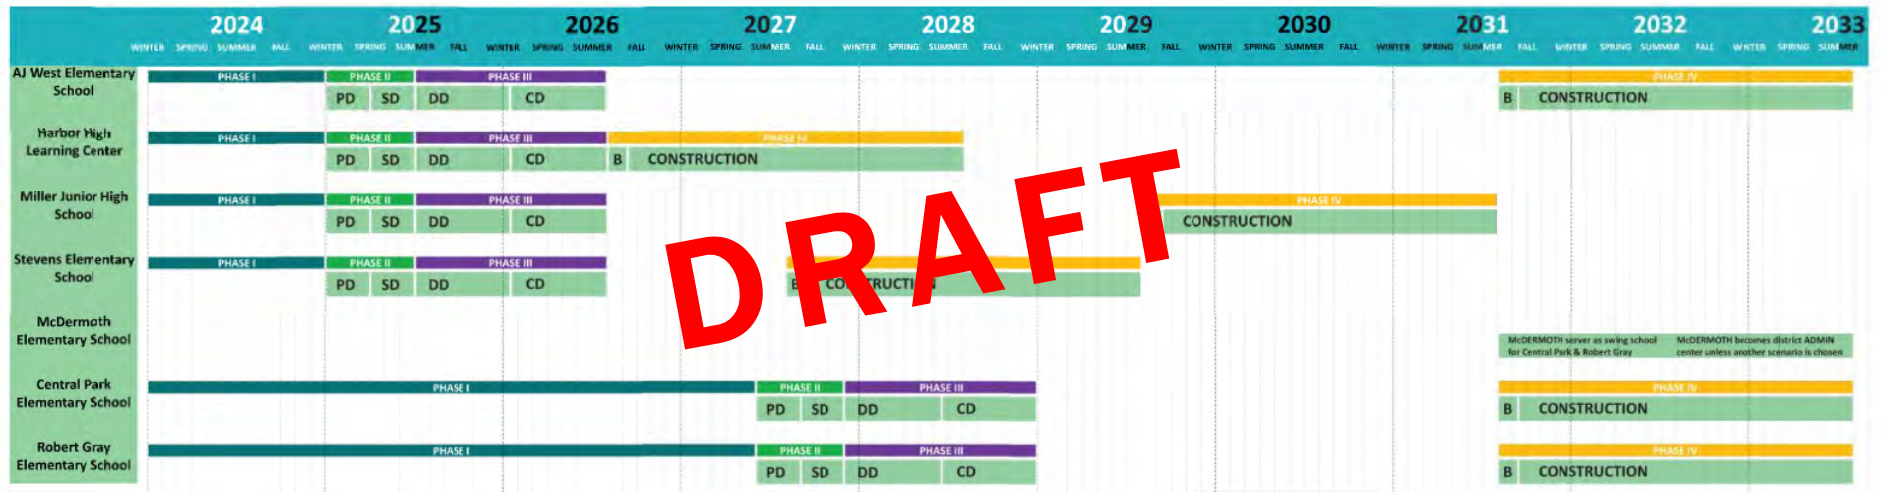 2024 2025 2026 2027 2028 2029 2030 2031 2032 2033
WINTER SPRING SUMMER FALL WINTER SPRING SUMMER FALL WINTER SPRING SUMMER FALL WINTER SPRING SUMMER FALL WINTER SPRING SUMMER FALL WINTER SPRING SUMMER FALL WINTER SPRING SUMMER FALL WINTER SPRING SUMMER FALL WINTER SPRING SUMMER FALL WINTER SPRING SUMMER
AJ West Elementary
School
PHASE I PHASE II PHASE III PHASE IV
PD SD DD CD B CONSTRUCTION
Harbor High
Learning Center
PHASE I PHASE II PHASE III PHASE IV
PD SD DD CD B CONSTRUCTION
Miller Junior High
School
PHASE I PHASE II PHASE III PHASE IV
PD SD DD CD CONSTRUCTION
Stevens Elementary
School
PHASE I PHASE II PHASE III
PD SD DD CD B CONSTRUCTION
DRAFT
McDermoth
Elementary School
McDERMOTH server as swing school
for Central Park & Robert Gray
McDERMOTH becomes district ADMIN
center unless another scenario is chosen
Central Park
Elementary School
PHASE I PHASE II PHASE III PHASE IV
PD SD DD CD B CONSTRUCTION
Robert Gray
Elementary School
PHASE I PHASE II PHASE III PHASE IV
PD SD DD CD B CONSTRUCTION